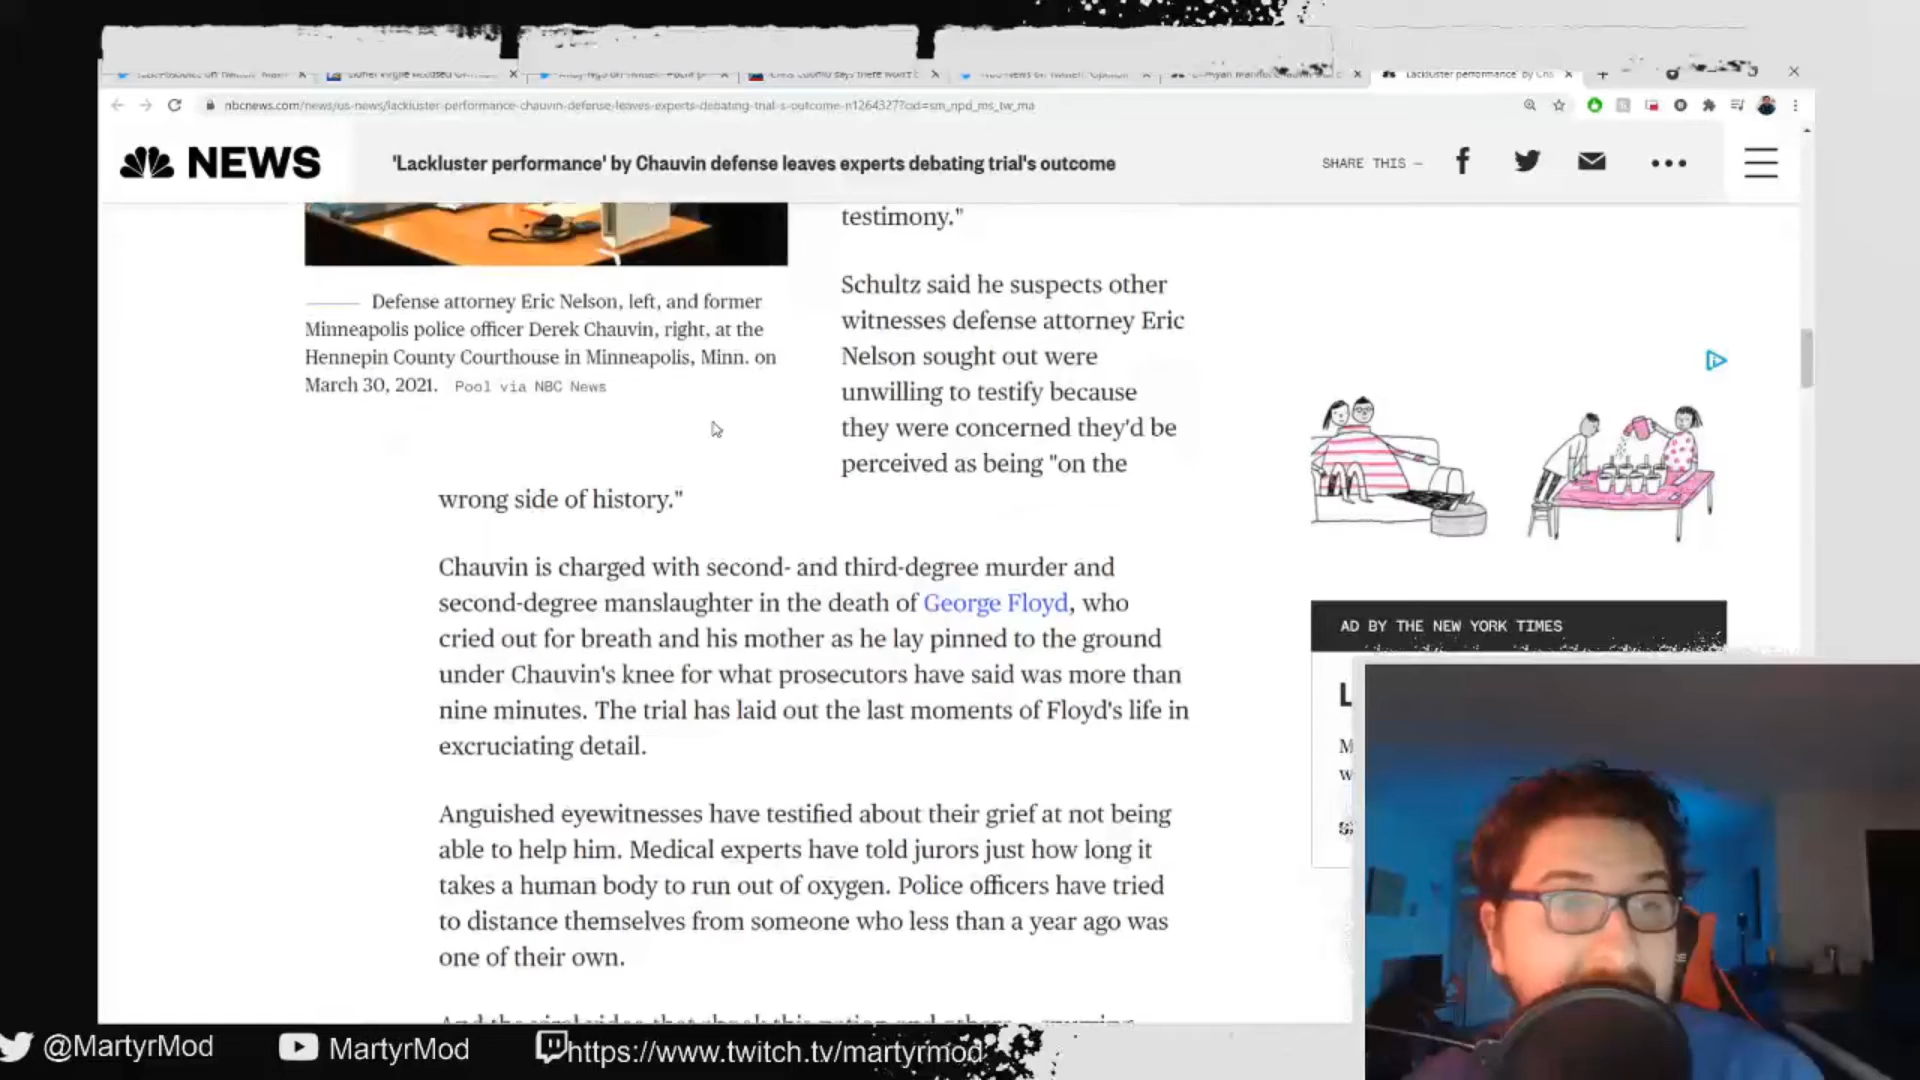 nbcnews.com/news/us-news/lackluster-performance-chauvin-defense-leaves-experts-debating-trial-s-outcome-n1264327?cid=sm_npd_ms_tw_ma
NEWS
'Lackluster performance' by Chauvin defense leaves experts debating trial's outcome
SHARE THIS —
testimony."
Schultz said he suspects other
witnesses defense attorney Eric
Nelson sought out were
unwilling to testify because
they were concerned they'd be
perceived as being "on the
wrong side of history."
Defense attorney Eric Nelson, left, and former
Minneapolis police officer Derek Chauvin, right, at the
Hennepin County Courthouse in Minneapolis, Minn. on
March 30, 2021. Pool via NBC News
Chauvin is charged with second- and third-degree murder and
second-degree manslaughter in the death of George Floyd, who
cried out for breath and his mother as he lay pinned to the ground
under Chauvin's knee for what prosecutors have said was more than
nine minutes. The trial has laid out the last moments of Floyd's life in
excruciating detail.
Anguished eyewitnesses have testified about their grief at not being
able to help him. Medical experts have told jurors just how long it
takes a human body to run out of oxygen. Police officers have tried
to distance themselves from someone who less than a year ago was
one of their own.
AD BY THE NEW YORK TIMES
@MartyrMod
MartyrMod
https://www.twitch.tv/martyrmod